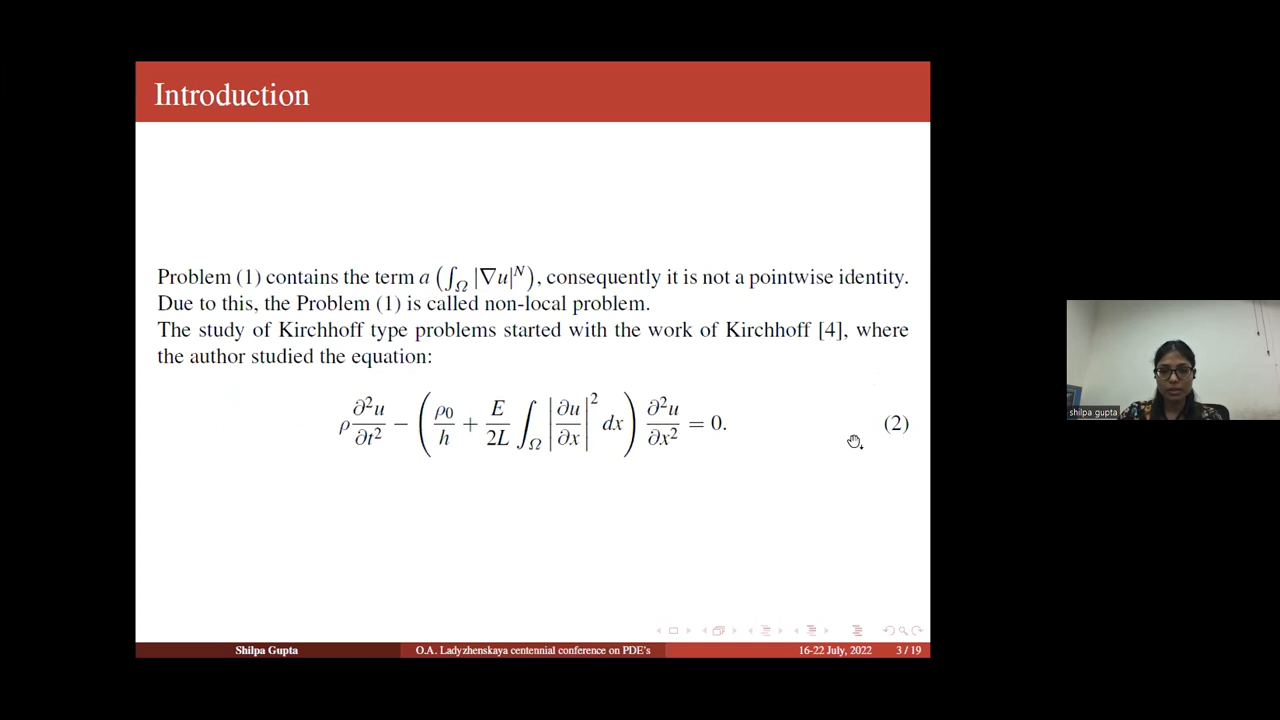 Introduction
Problem (1) contains the term a (∫_Ω |∇u|^N), consequently it is not a pointwise identity.
Due to this, the Problem (1) is called non-local problem.
The study of Kirchhoff type problems started with the work of Kirchhoff [4], where
the author studied the equation:
ρ ∂²u/∂t² − (ρ₀/h + E/2L ∫_Ω |∂u/∂x|² dx) ∂²u/∂x² = 0. (2)
shilpa gupta
Shilpa Gupta O.A. Ladyzhenskaya centennial conference on PDE's 16-22 July, 2022 3 / 19